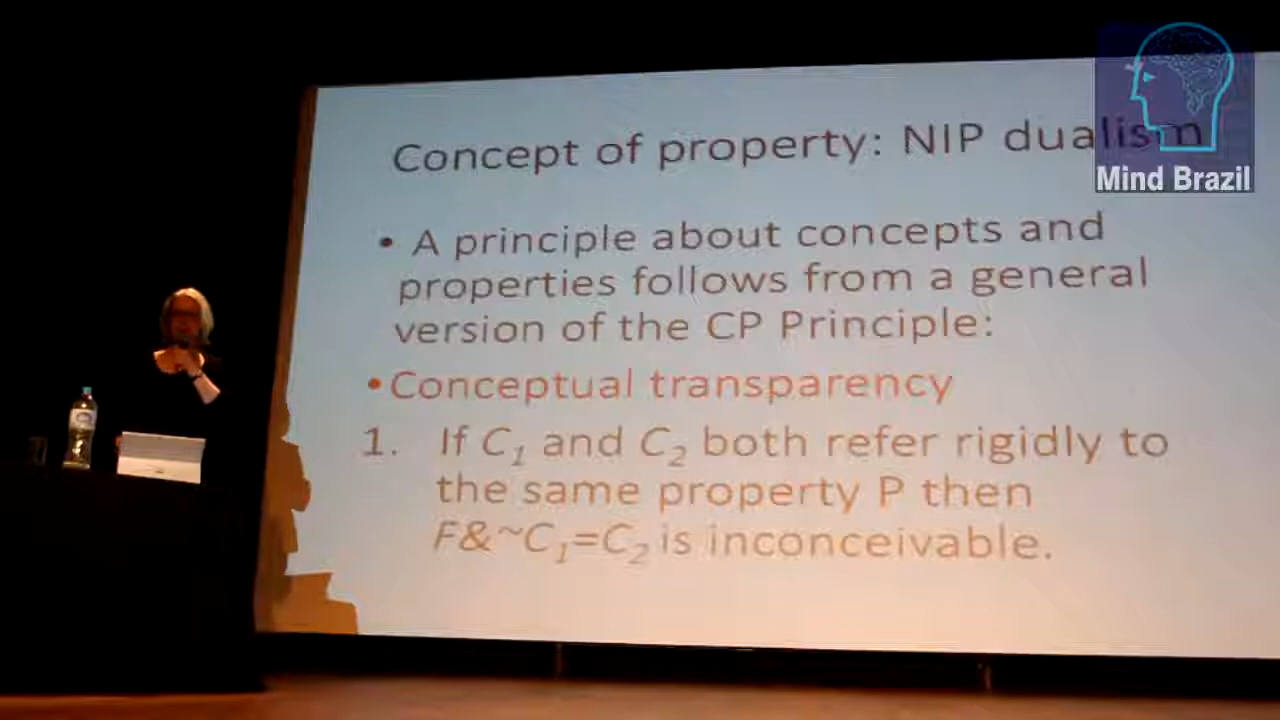 Concept of property: NIP dualism
Mind Brazil
• A principle about concepts and
properties follows from a general
version of the CP Principle:
• Conceptual transparency
1. If C₁ and C₂ both refer rigidly to
the same property P then
F&~C₁=C₂ is inconceivable.